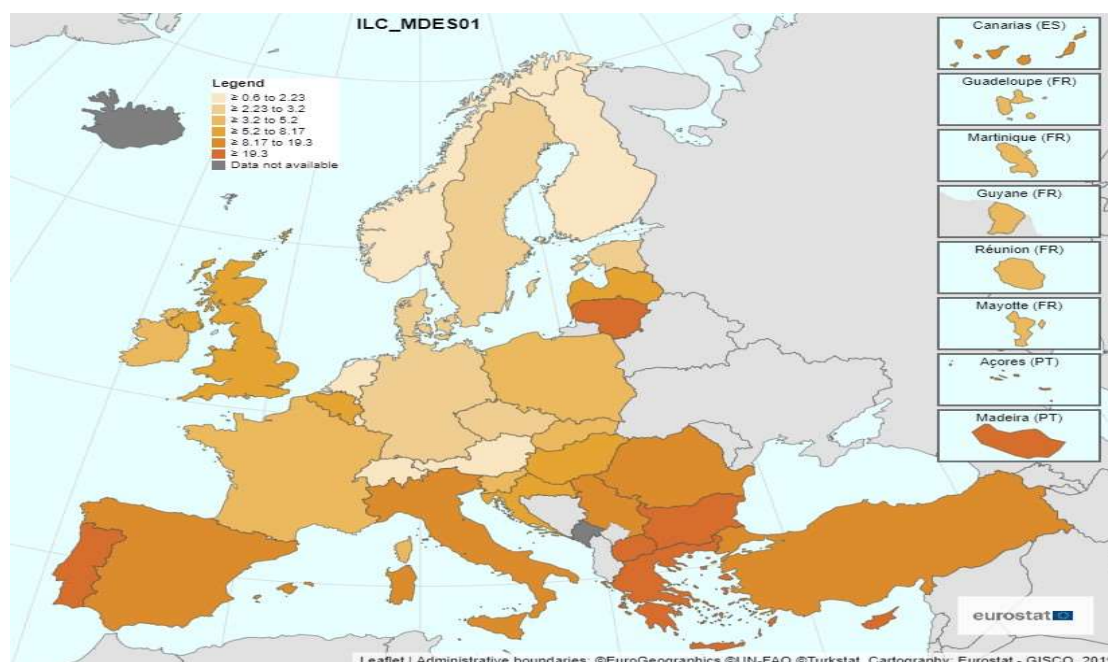 ILC_MDES01
Legend
≥ 0.6 to 2.23
≥ 2.23 to 3.2
≥ 3.2 to 5.2
≥ 5.2 to 8.17
≥ 8.17 to 19.3
≥ 19.3
Data not available
Canarias (ES)
Guadeloupe (FR)
Martinique (FR)
Guyane (FR)
Réunion (FR)
Mayotte (FR)
Açores (PT)
Madeira (PT)
eurostat
Leaflet | Administrative boundaries: ©EuroGeographics ©UN-FAO ©Turkstat, Cartography: Eurostat - GISCO, 201